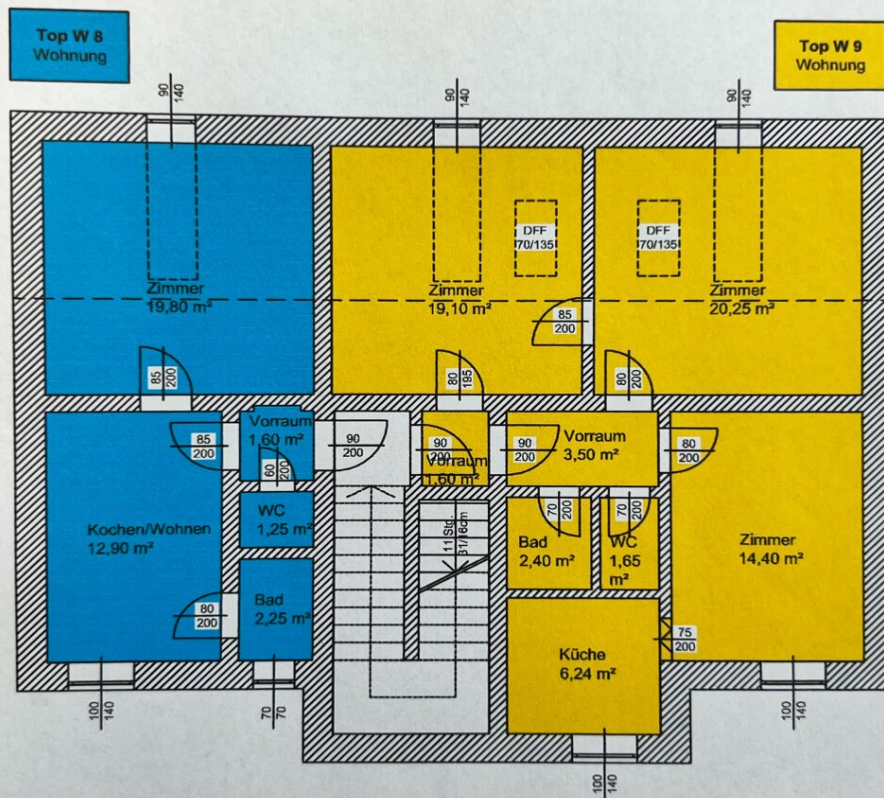 Top W 8
Wohnung
Top W 9
Wohnung
90
140
90
140
90
140
DFF
70/135
DFF
70/135
Zimmer
19,80 m²
Zimmer
19,10 m²
Zimmer
20,25 m²
85
200
85
200
80
195
80
200
85
200
Vorraum
1,60 m²
60
200
90
200
90
200
Vorraum
1,60 m²
90
200
Vorraum
3,50 m²
80
200
Kochen/Wohnen
12,90 m²
WC
1,25 m²
11 Stg.
31/16cm
70
200
70
200
Bad
2,40 m²
WC
1,65
m²
Zimmer
14,40 m²
80
200
Bad
2,25 m²
Küche
6,24 m²
75
200
100
140
70
70
100
140
100
140